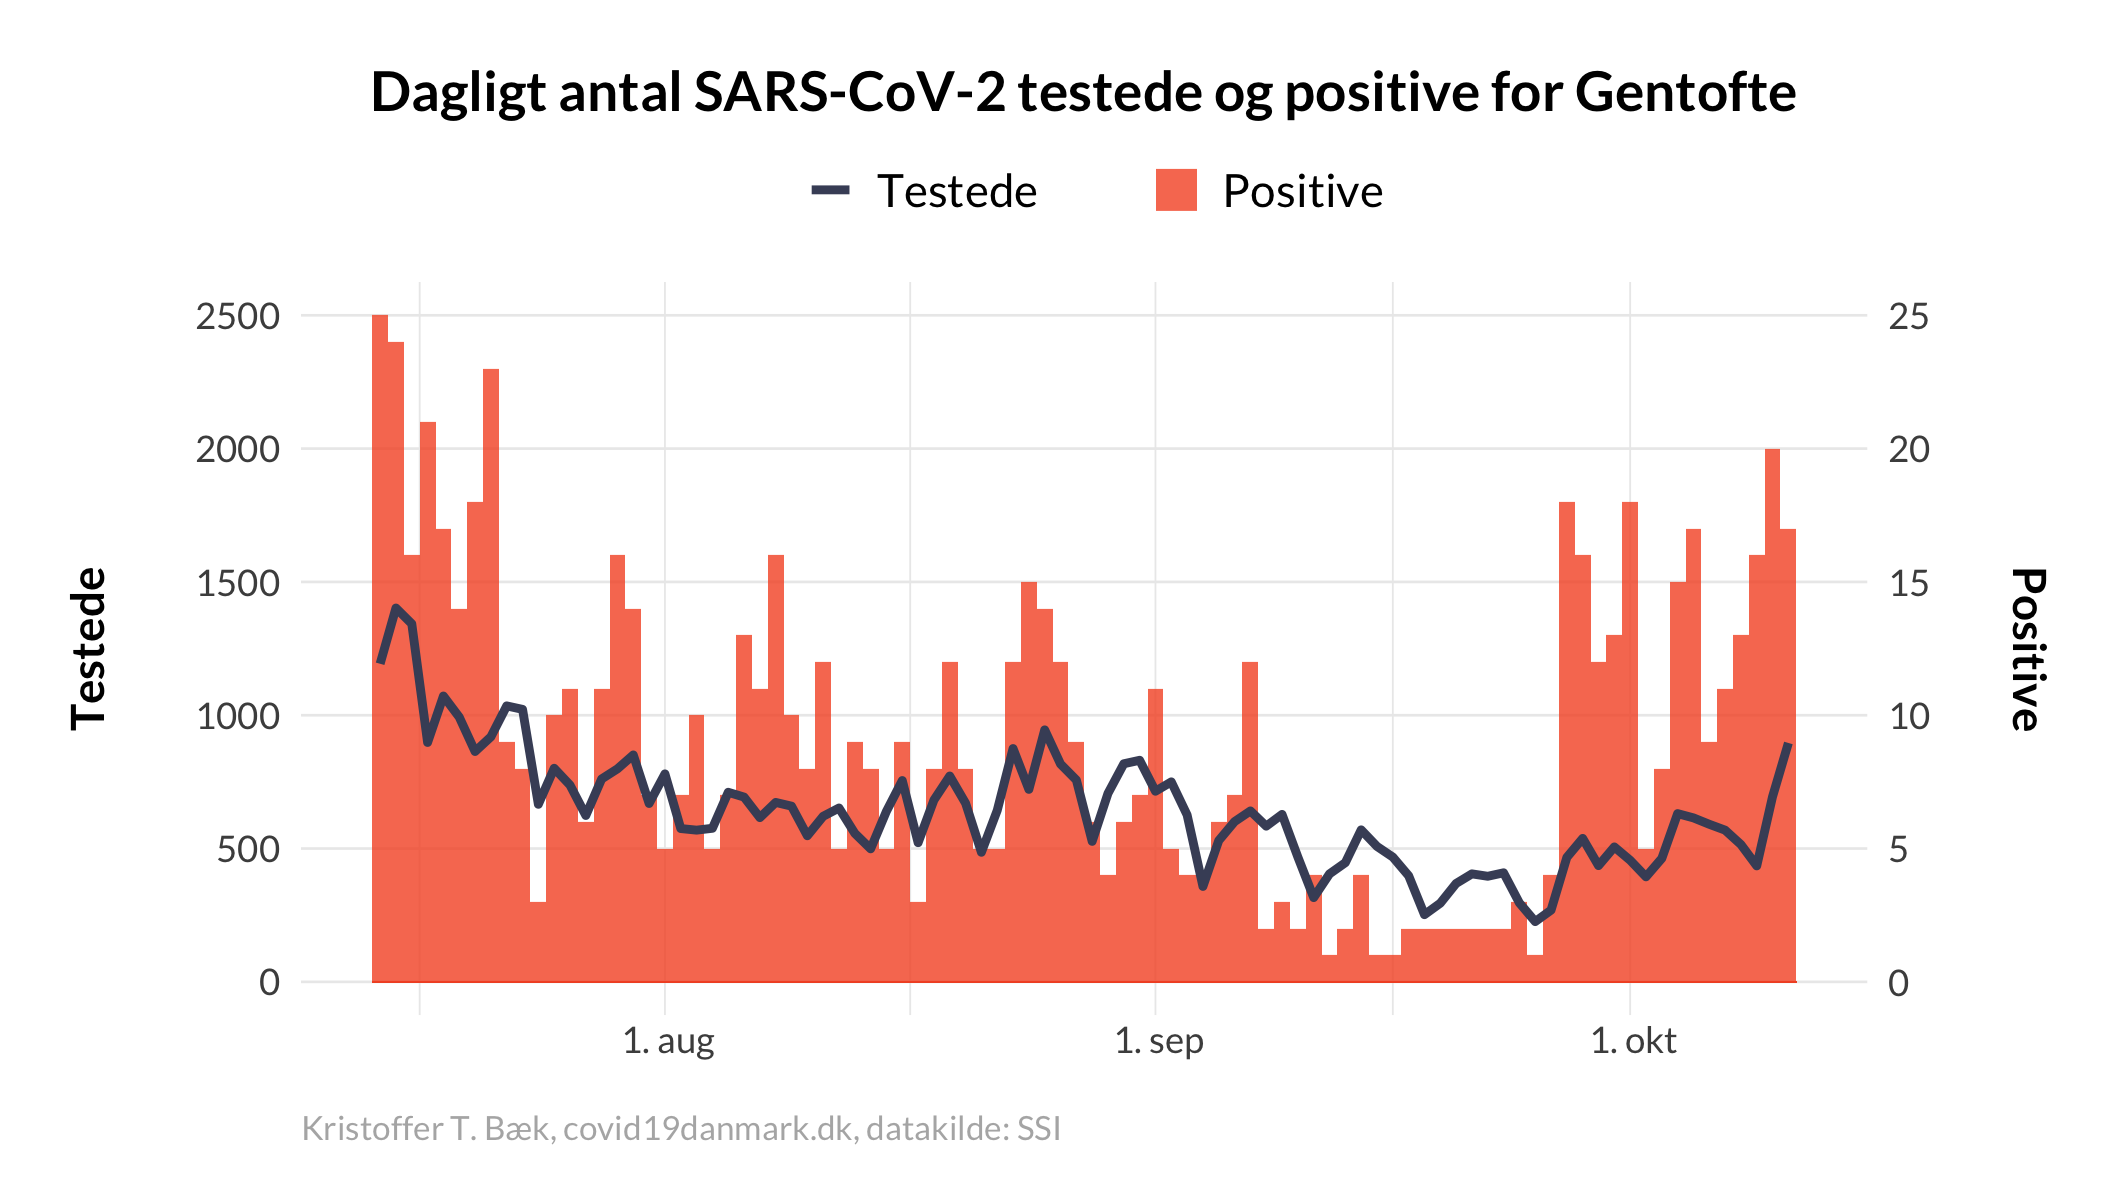 Dagligt antal SARS-CoV-2 testede og positive for Gentofte
Testede
Positive
2500
2000
1500
1000
500
0
25
20
15
10
5
0
Testede
Positive
1. aug
1. sep
1. okt
Kristoffer T. Bæk, covid19danmark.dk, datakilde: SSI